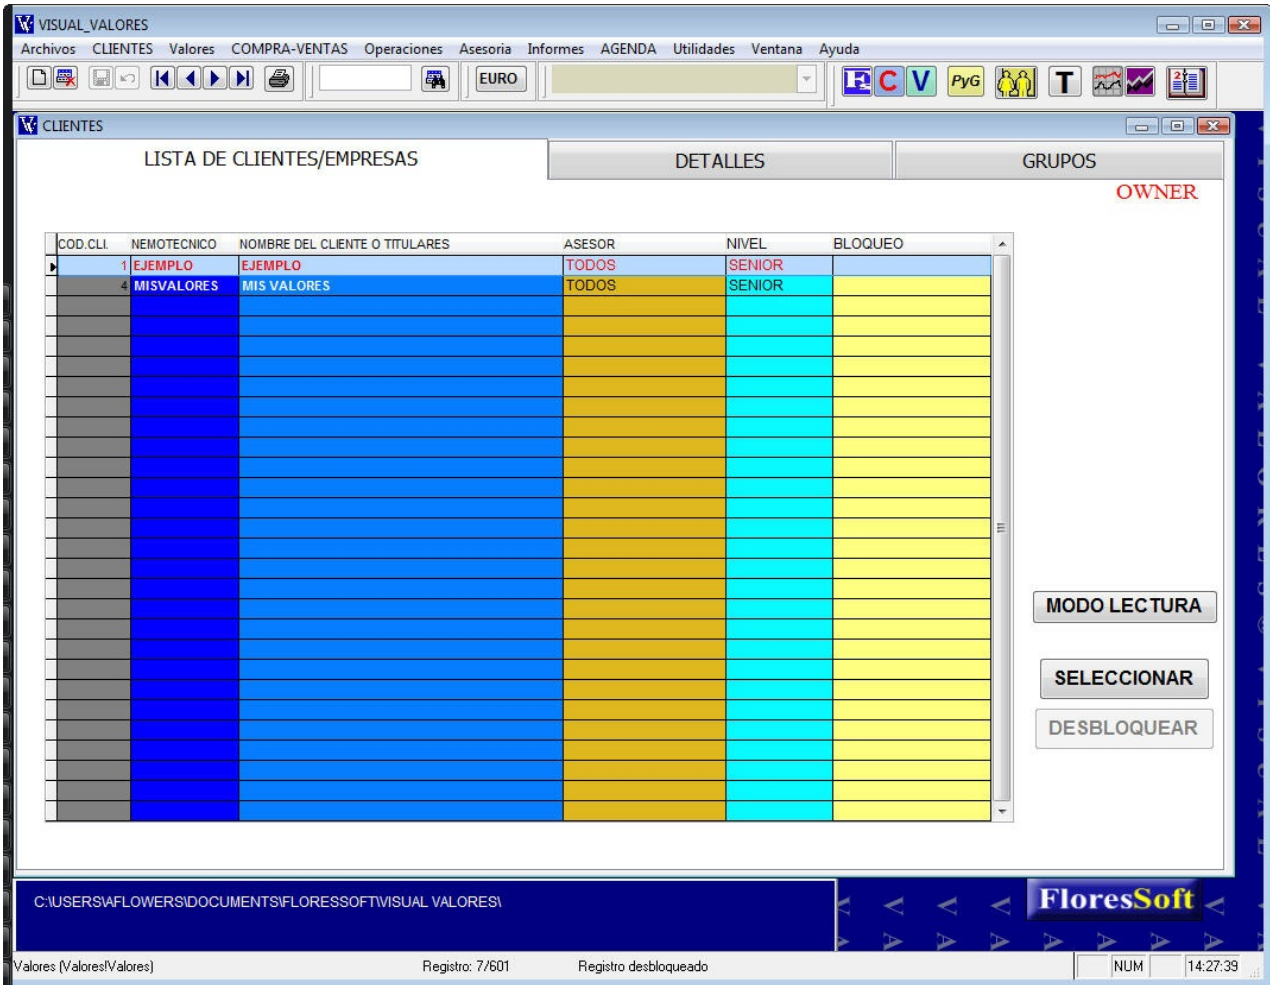 VISUAL_VALORES
Archivos CLIENTES Valores COMPRA-VENTAS Operaciones Asesoria Informes AGENDA Utilidades Ventana Ayuda
EURO E C V PyG T 2
CLIENTES
LISTA DE CLIENTES/EMPRESAS DETALLES GRUPOS
OWNER
COD.CLI. NEMOTECNICO NOMBRE DEL CLIENTE O TITULARES ASESOR NIVEL BLOQUEO
1 EJEMPLO EJEMPLO TODOS SENIOR
4 MISVALORES MIS VALORES TODOS SENIOR
MODO LECTURA
SELECCIONAR
DESBLOQUEAR
C:\USERS\AFLOWERS\DOCUMENTS\FLORESSOFT\VISUAL VALORES\
FloresSoft
Valores (Valores!Valores) Registro: 7/601 Registro desbloqueado NUM 14:27:39